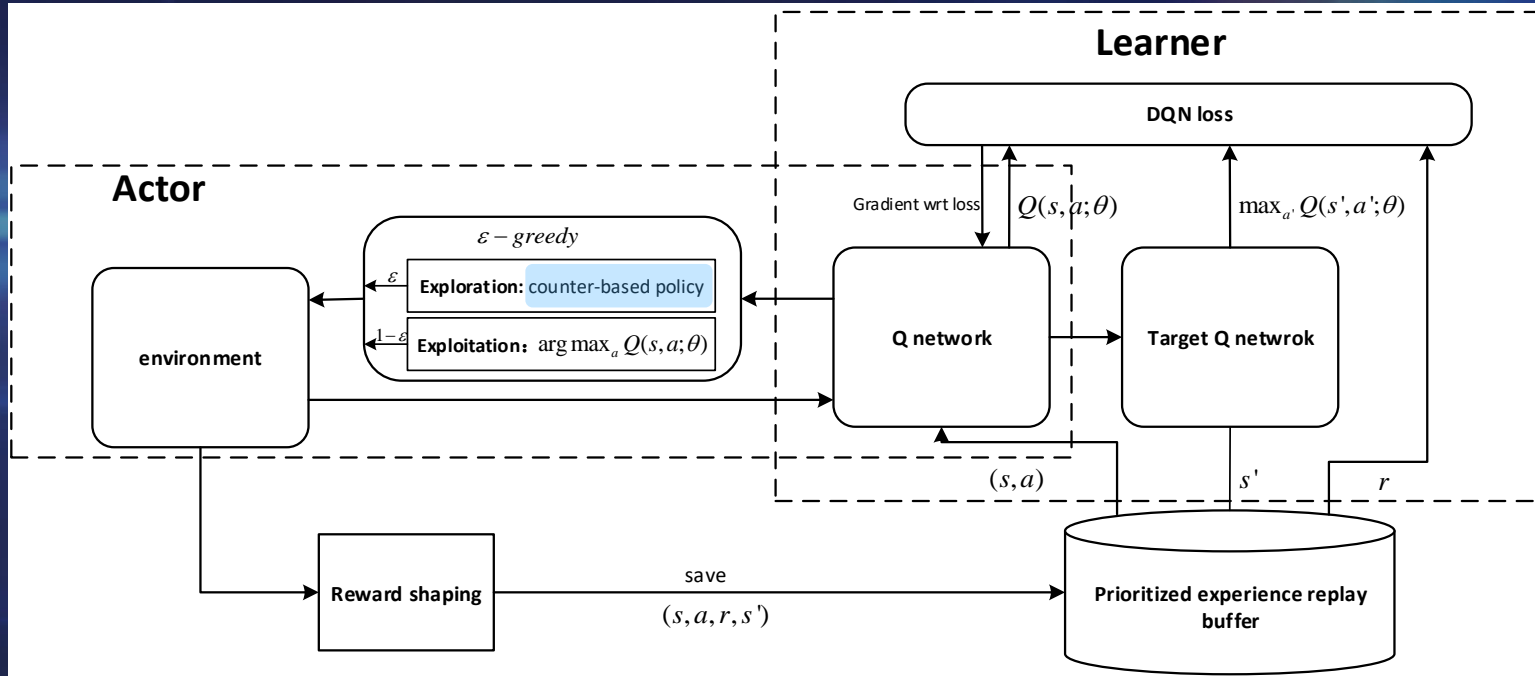 Learner
DQN loss
Actor
Gradient wrt loss
Q(s,a;θ)
max_{a'} Q(s',a';θ)
ε − greedy
ε
Exploration: counter-based policy
1−ε
Exploitation: arg max_a Q(s,a;θ)
environment
Q network
Target Q netwrok
(s,a)
s'
r
Reward shaping
save
(s,a,r,s')
Prioritized experience replay
buffer